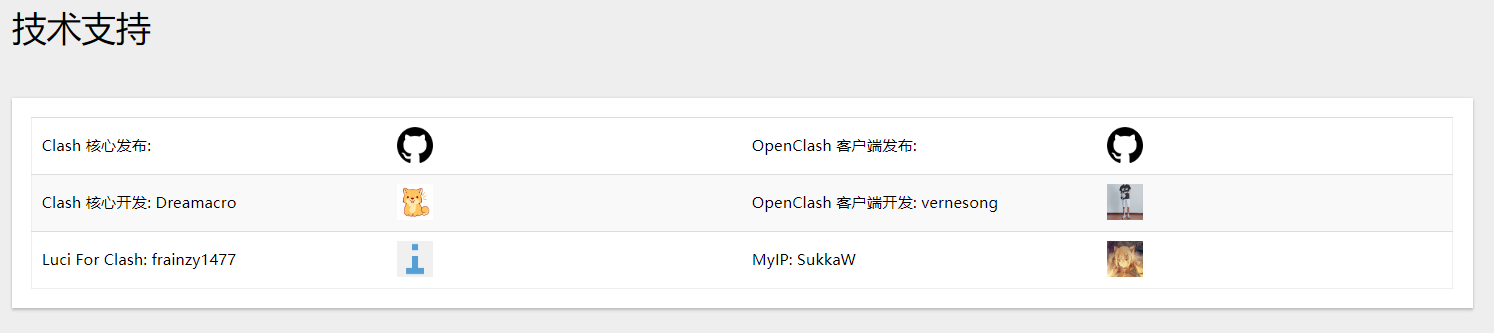 技术支持
Clash 核心发布: OpenClash 客户端发布:
Clash 核心开发: Dreamacro OpenClash 客户端开发: vernesong
Luci For Clash: frainzy1477 MyIP: SukkaW